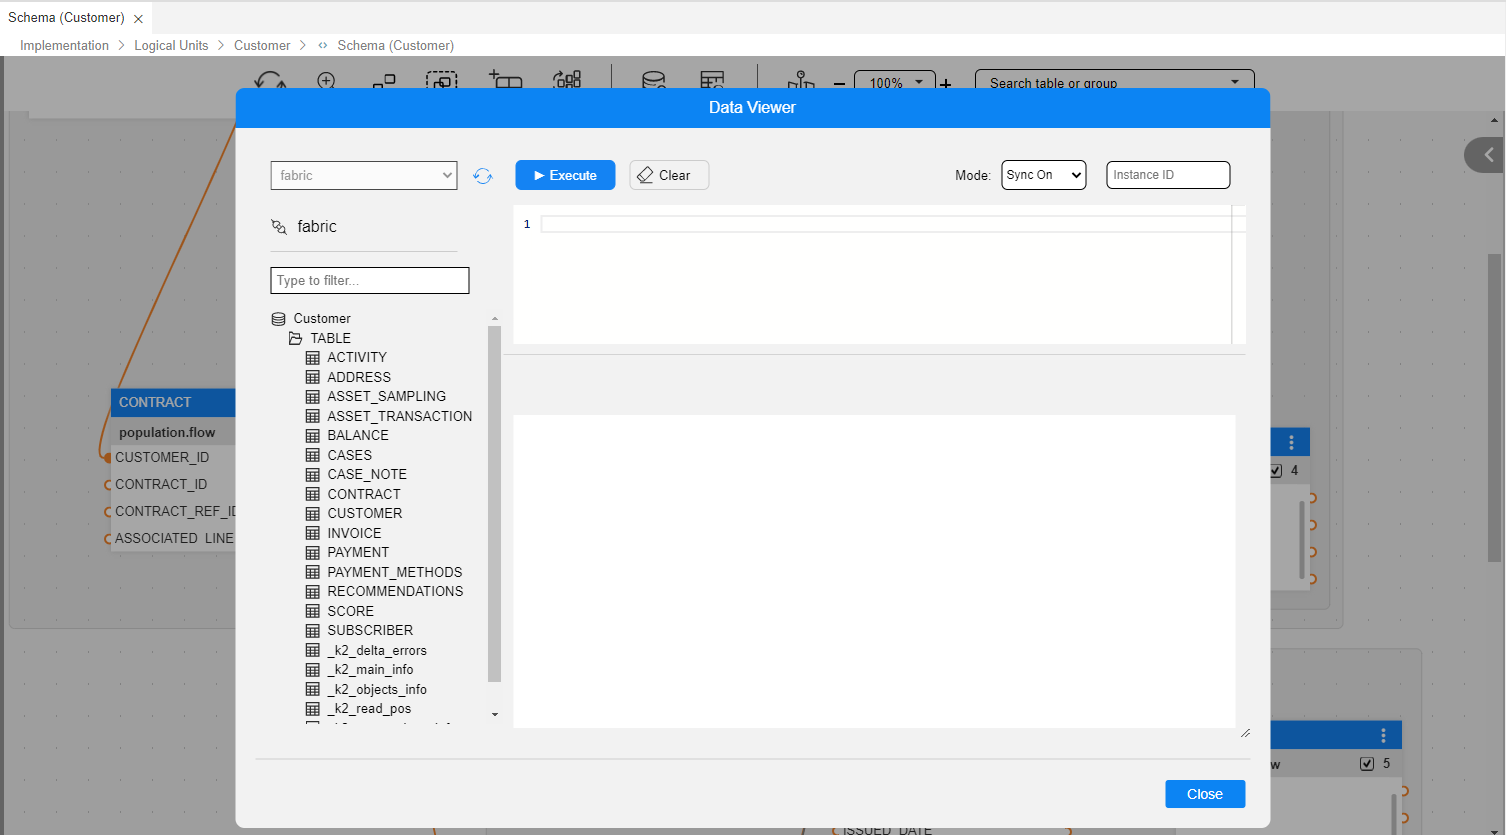 Schema (Customer)
Implementation > Logical Units > Customer > Schema (Customer)
100%
Search table or group
Data Viewer
fabric
Execute
Clear
Mode:
Sync On
Instance ID
fabric
1
Type to filter...
Customer
TABLE
ACTIVITY
ADDRESS
ASSET_SAMPLING
ASSET_TRANSACTION
BALANCE
CASES
CASE_NOTE
CONTRACT
CUSTOMER
INVOICE
PAYMENT
PAYMENT_METHODS
RECOMMENDATIONS
SCORE
SUBSCRIBER
_k2_delta_errors
_k2_main_info
_k2_objects_info
_k2_read_pos
CONTRACT
population.flow
CUSTOMER_ID
CONTRACT_ID
CONTRACT_REF_ID
ASSOCIATED_LINE
4
w
5
Close
ISSUED_DATE